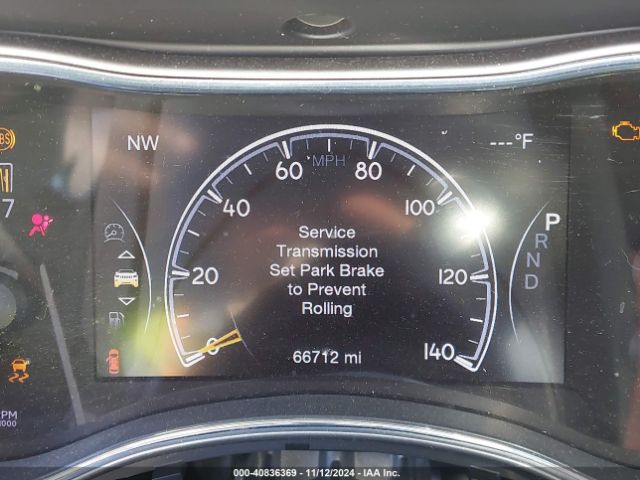 NW
---°F
MPH
0
20
40
60
80
100
120
140
Service
Transmission
Set Park Brake
to Prevent
Rolling
66712 mi
P
R
N
D
7
000-40836369 - 11/12/2024 - IAA Inc.